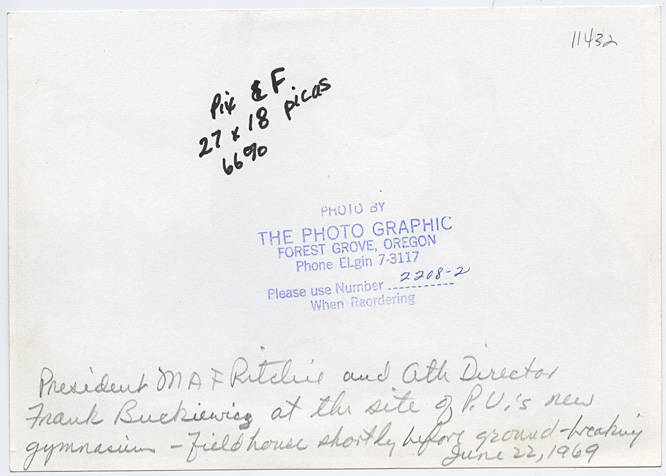 11432
Pix & F
27 x 18 picas
66%
PHOTO BY
THE PHOTO GRAPHIC
FOREST GROVE, OREGON
Phone ELgin 7-3117
Please use Number 2208-2
When Reordering
President MAF Ritchie and Ath Director
Frank Buckiewicz at the site of P.U.'s new
gymnasium - fieldhouse shortly before ground-breaking
June 22, 1969